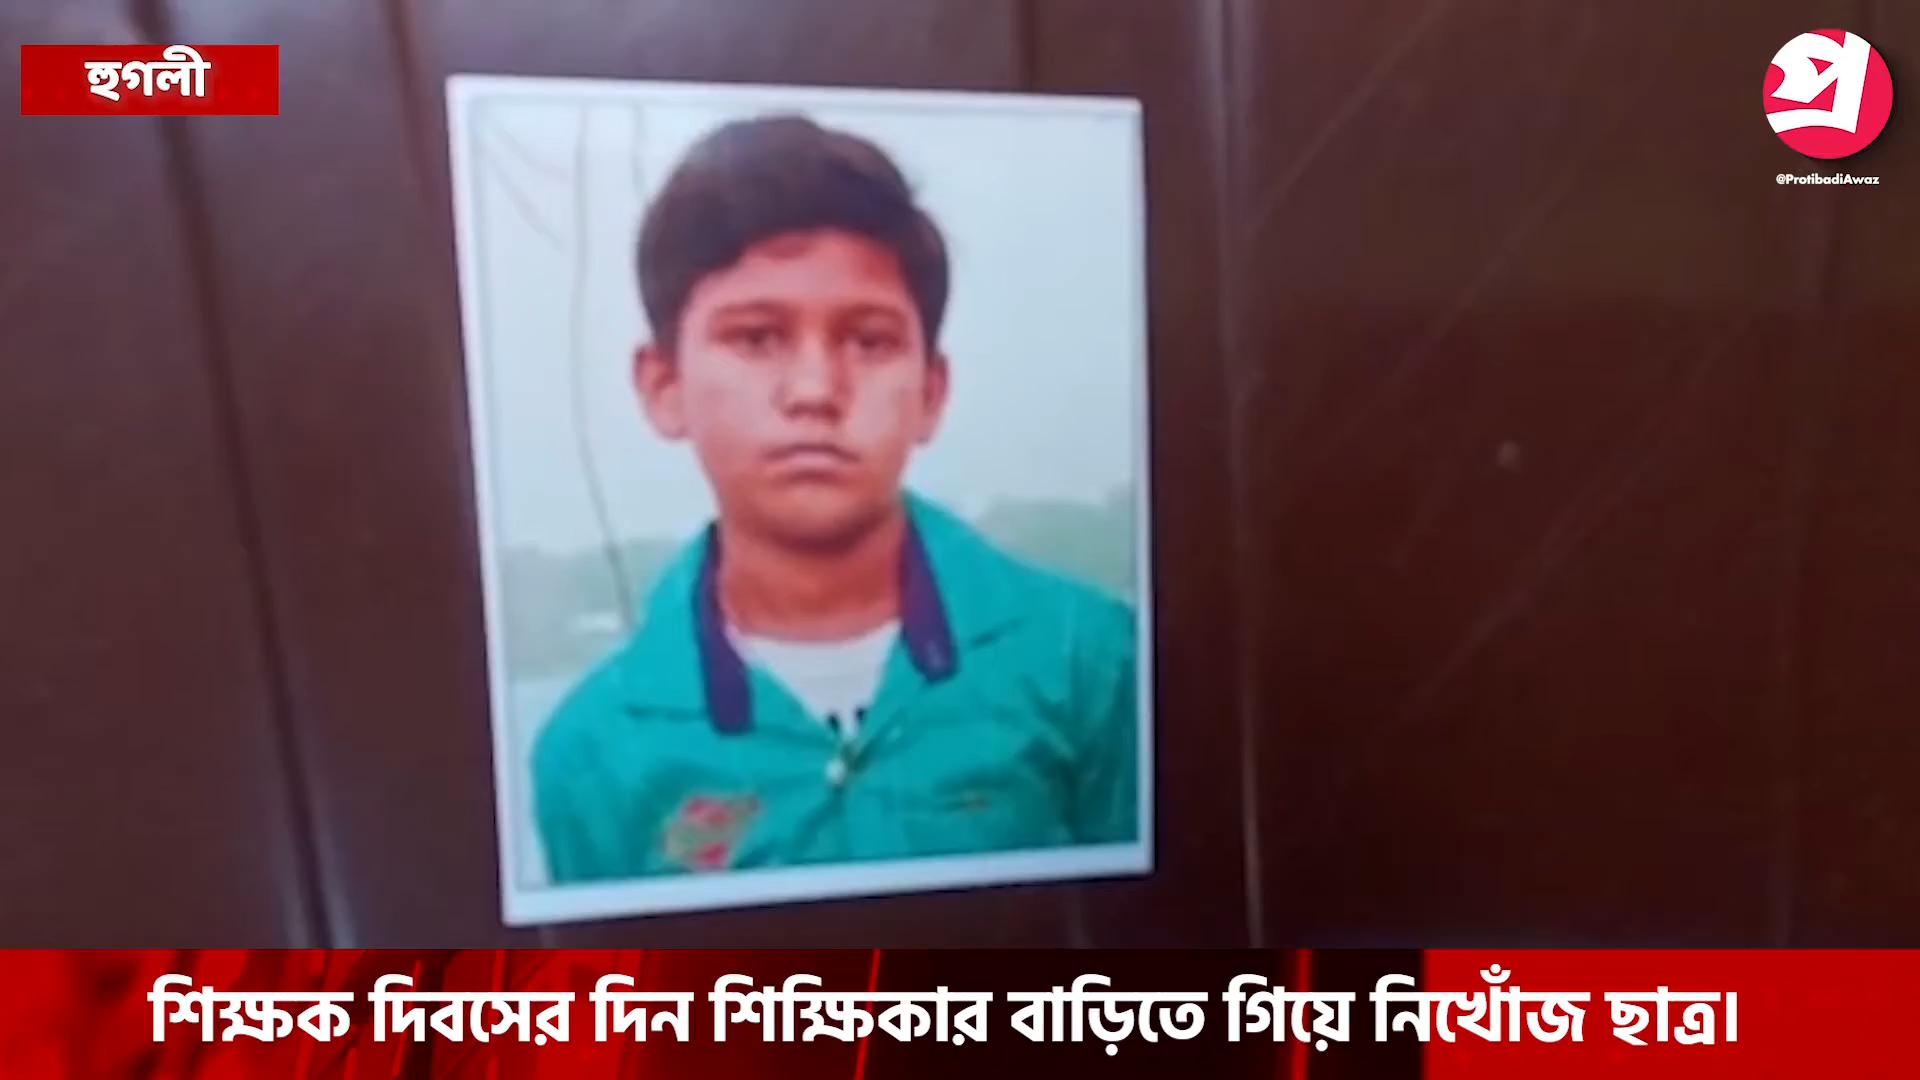 হুগলী
প্র
@ProtibadiAwaz
শিক্ষক দিবসের দিন শিক্ষিকার বাড়িতে গিয়ে নিখোঁজ ছাত্র।